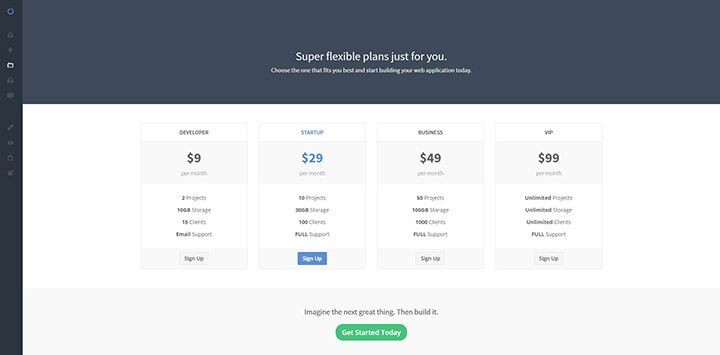 Super flexible plans just for you.
Choose the one that fits you best and start building your web application today.
DEVELOPER
$9
per month
2 Projects
10GB Storage
15 Clients
Email Support
Sign Up
STARTUP
$29
per month
10 Projects
30GB Storage
100 Clients
FULL Support
Sign Up
BUSINESS
$49
per month
50 Projects
100GB Storage
1000 Clients
FULL Support
Sign Up
VIP
$99
per month
Unlimited Projects
Unlimited Storage
Unlimited Clients
FULL Support
Sign Up
Imagine the next great thing. Then build it.
Get Started Today